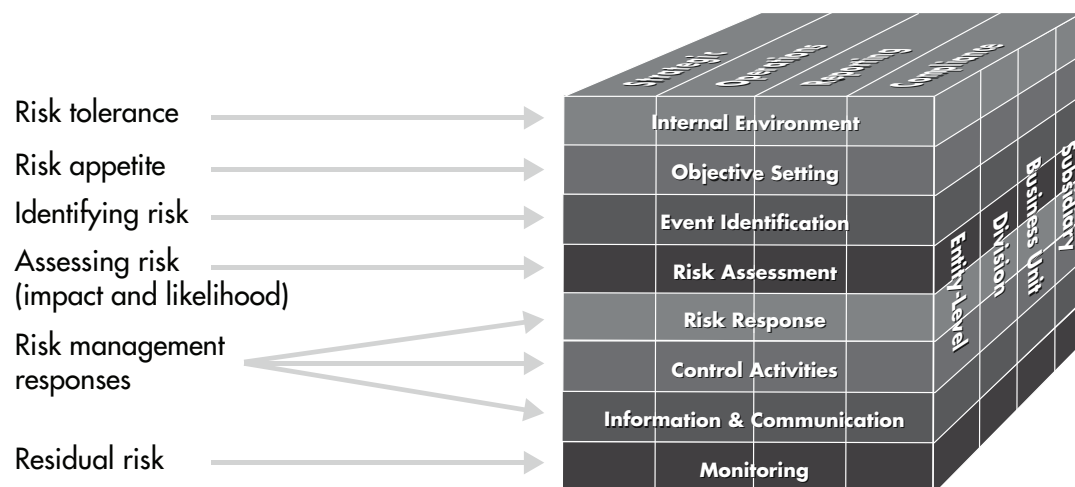 Strategic
Operations
Reporting
Compliance
Risk tolerance
Internal Environment
Risk appetite
Objective Setting
Identifying risk
Event Identification
Assessing risk
(impact and likelihood)
Risk Assessment
Risk management
responses
Risk Response
Control Activities
Information & Communication
Residual risk
Monitoring
Entity-Level
Division
Business Unit
Subsidiary